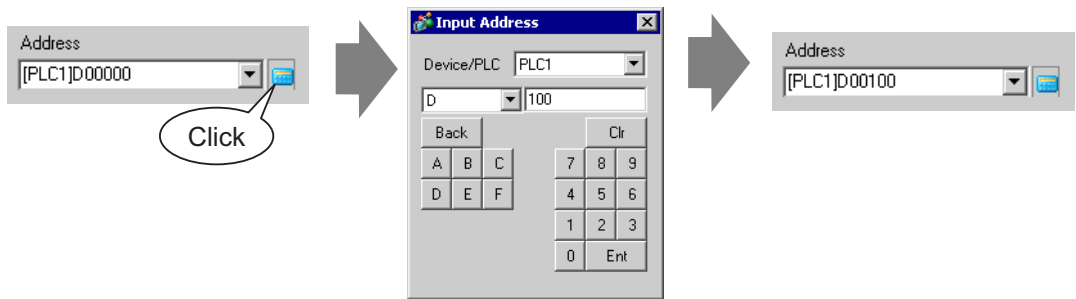 Address
[PLC1]D00000
Click
Input Address
Device/PLC PLC1
D 100
Back Clr
A B C 7 8 9
D E F 4 5 6
1 2 3
0 Ent
Address
[PLC1]D00100